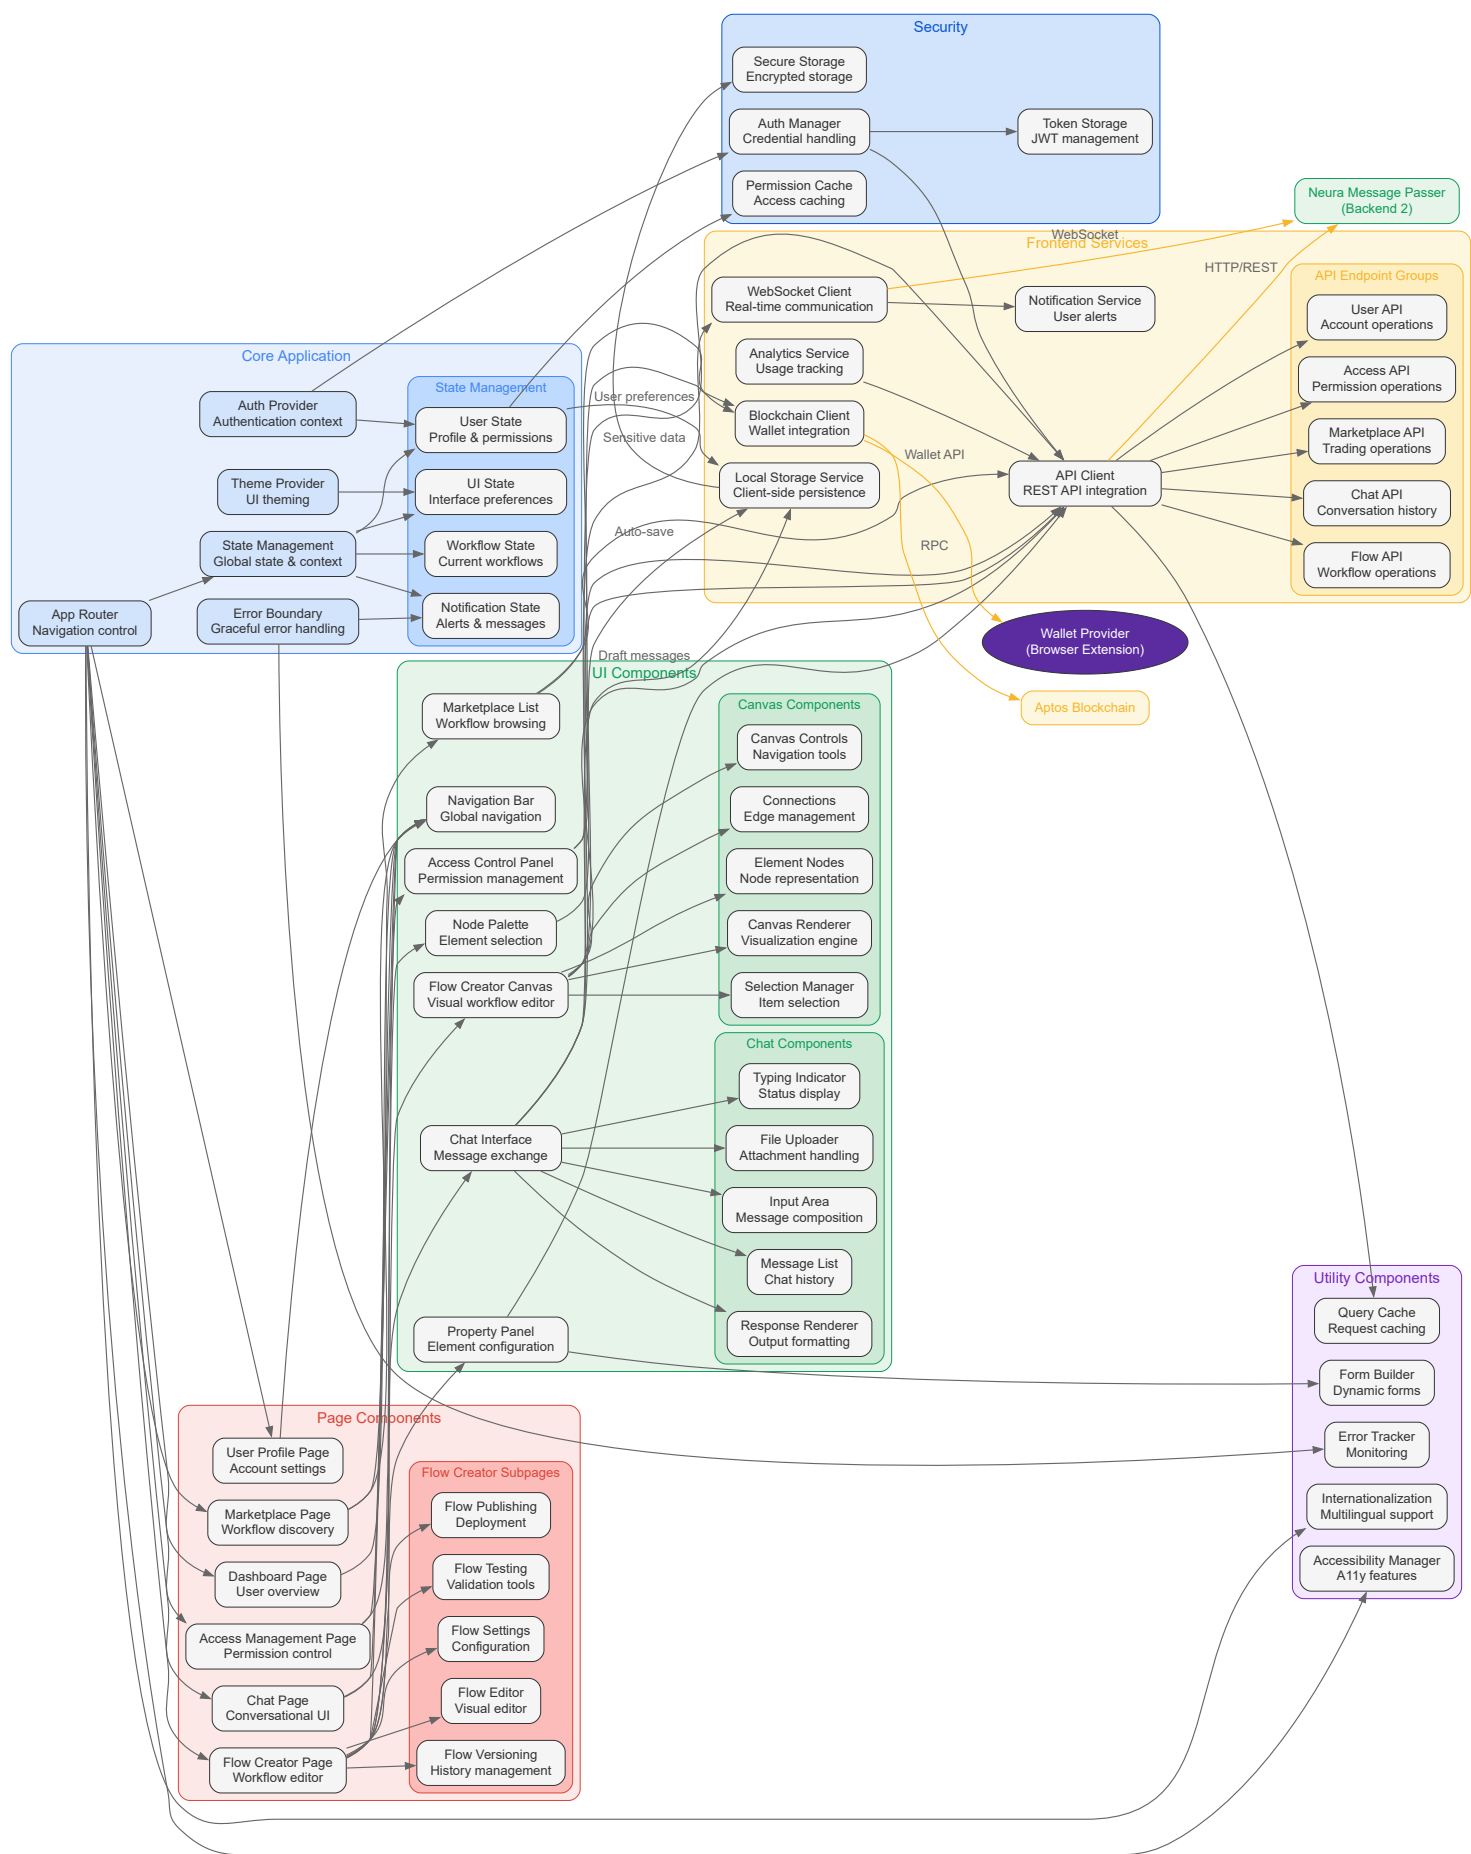 Security
Secure Storage
Encrypted storage
Auth Manager
Credential handling
Token Storage
JWT management
Permission Cache
Access caching
Neura Message Passer
(Backend 2)
WebSocket
Frontend Services
HTTP/REST
API Endpoint Groups
WebSocket Client
Real-time communication
Notification Service
User alerts
User API
Account operations
Analytics Service
Usage tracking
Access API
Permission operations
Blockchain Client
Wallet integration
Marketplace API
Trading operations
Wallet API
Local Storage Service
Client-side persistence
API Client
REST API integration
Chat API
Conversation history
RPC
Flow API
Workflow operations
Wallet Provider
(Browser Extension)
Aptos Blockchain
Core Application
State Management
Auth Provider
Authentication context
User State
Profile & permissions
User preferences
Sensitive data
Theme Provider
UI theming
UI State
Interface preferences
State Management
Global state & context
Workflow State
Current workflows
Auto-save
App Router
Navigation control
Error Boundary
Graceful error handling
Notification State
Alerts & messages
Draft messages
UI Components
Marketplace List
Workflow browsing
Canvas Components
Canvas Controls
Navigation tools
Navigation Bar
Global navigation
Connections
Edge management
Access Control Panel
Permission management
Element Nodes
Node representation
Node Palette
Element selection
Canvas Renderer
Visualization engine
Flow Creator Canvas
Visual workflow editor
Selection Manager
Item selection
Chat Components
Typing Indicator
Status display
Chat Interface
Message exchange
File Uploader
Attachment handling
Input Area
Message composition
Message List
Chat history
Property Panel
Element configuration
Response Renderer
Output formatting
Utility Components
Query Cache
Request caching
Form Builder
Dynamic forms
Error Tracker
Monitoring
Internationalization
Multilingual support
Accessibility Manager
A11y features
Page Components
User Profile Page
Account settings
Flow Creator Subpages
Marketplace Page
Workflow discovery
Flow Publishing
Deployment
Dashboard Page
User overview
Flow Testing
Validation tools
Access Management Page
Permission control
Flow Settings
Configuration
Chat Page
Conversational UI
Flow Editor
Visual editor
Flow Creator Page
Workflow editor
Flow Versioning
History management